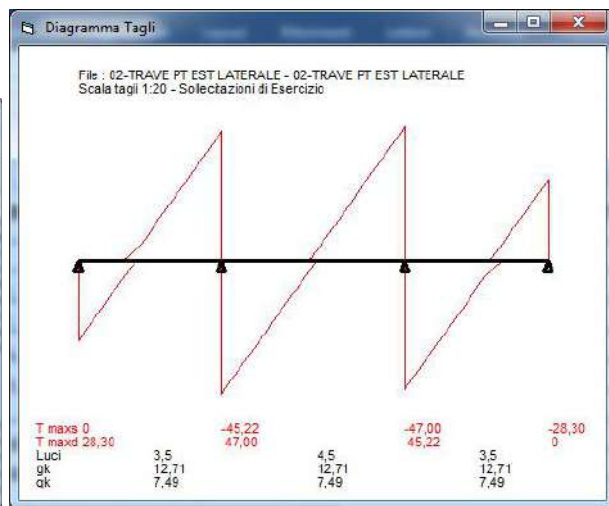 Diagramma Tagli
File : 02-TRAVE PT EST LATERALE - 02-TRAVE PT EST LATERALE
Scala tagli 1:20 - Sollecitazioni di Esercizio
T maxs 0 -45,22 -47,00 -28,30
T maxd 28,30 47,00 45,22 0
Luci 3,5 4,5 3,5
gk 12,71 12,71 12,71
qk 7,49 7,49 7,49